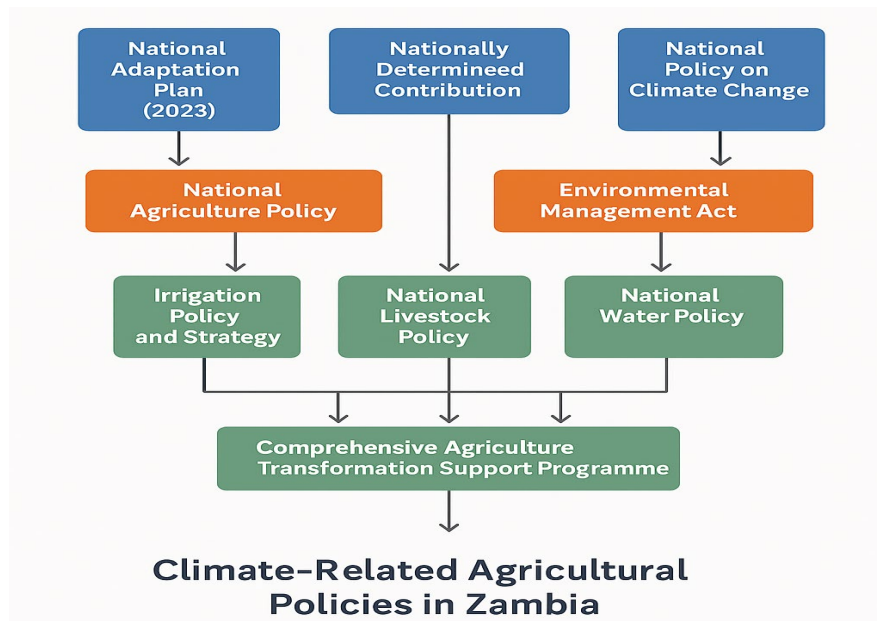 National
Adaptation
Plan
(2023)
Nationally
Determineed
Contribution
National
Policy on
Climate Change
National
Agriculture Policy
Environmental
Management Act
Irrigation
Policy
and Strategy
National
Livestock
Policy
National
Water Policy
Comprehensive Agriculture
Transformation Support Programme
Climate-Related Agricultural
Policies in Zambia